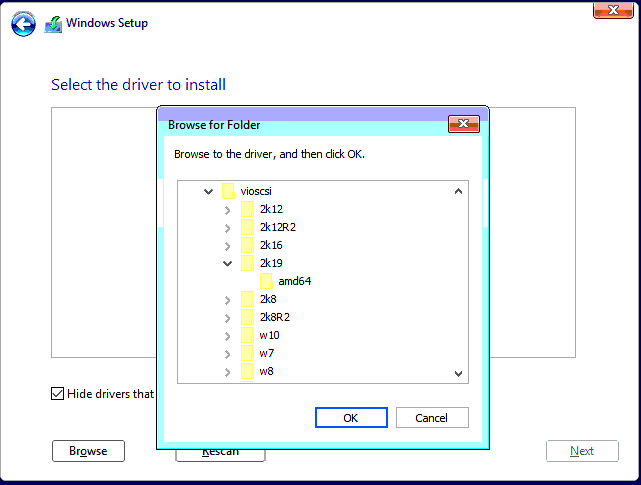 Windows Setup
Select the driver to install
Browse for Folder
Browse to the driver, and then click OK.
vioscsi
2k12
2k12R2
2k16
2k19
amd64
2k8
2k8R2
w10
w7
w8
Hide drivers that
OK
Cancel
Browse
Rescan
Next